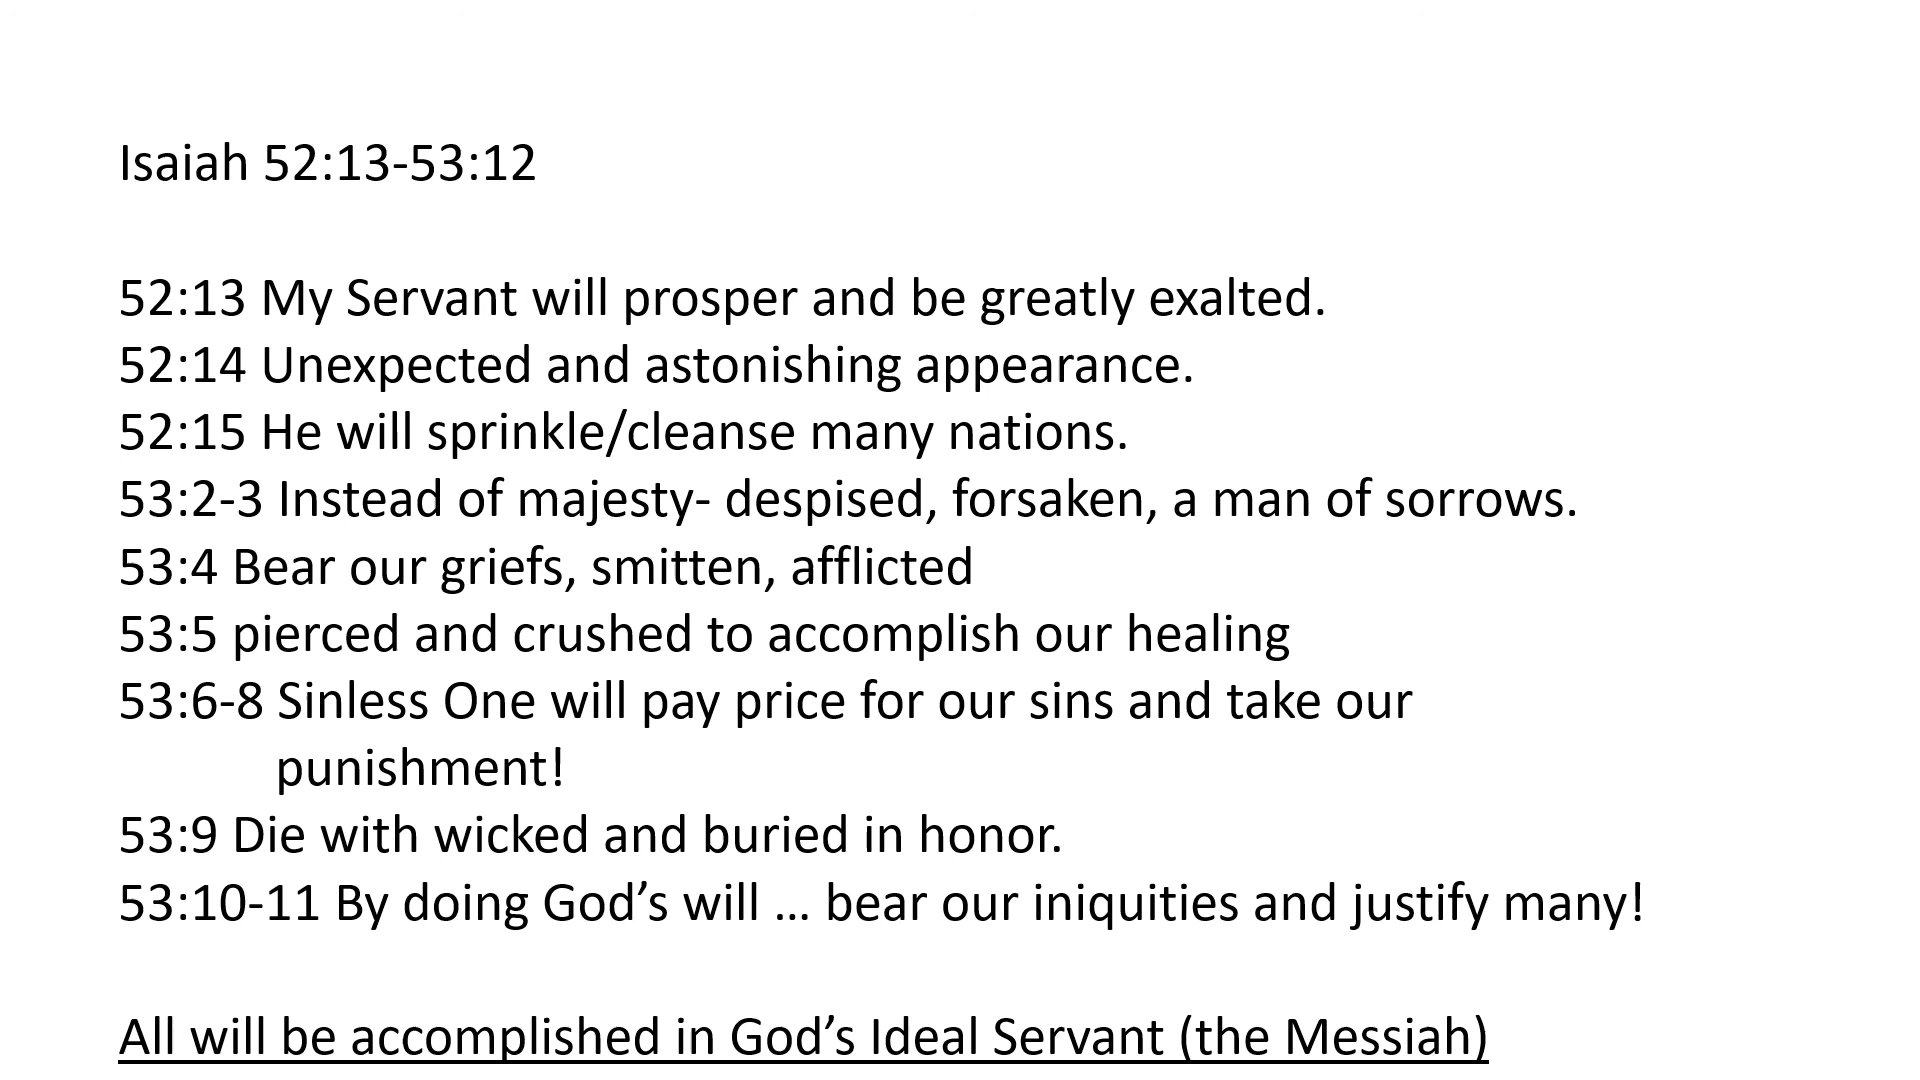 Isaiah 52:13-53:12
52:13 My Servant will prosper and be greatly exalted.
52:14 Unexpected and astonishing appearance.
52:15 He will sprinkle/cleanse many nations.
53:2-3 Instead of majesty- despised, forsaken, a man of sorrows.
53:4 Bear our griefs, smitten, afflicted
53:5 pierced and crushed to accomplish our healing
53:6-8 Sinless One will pay price for our sins and take our
punishment!
53:9 Die with wicked and buried in honor.
53:10-11 By doing God’s will … bear our iniquities and justify many!
All will be accomplished in God’s Ideal Servant (the Messiah)